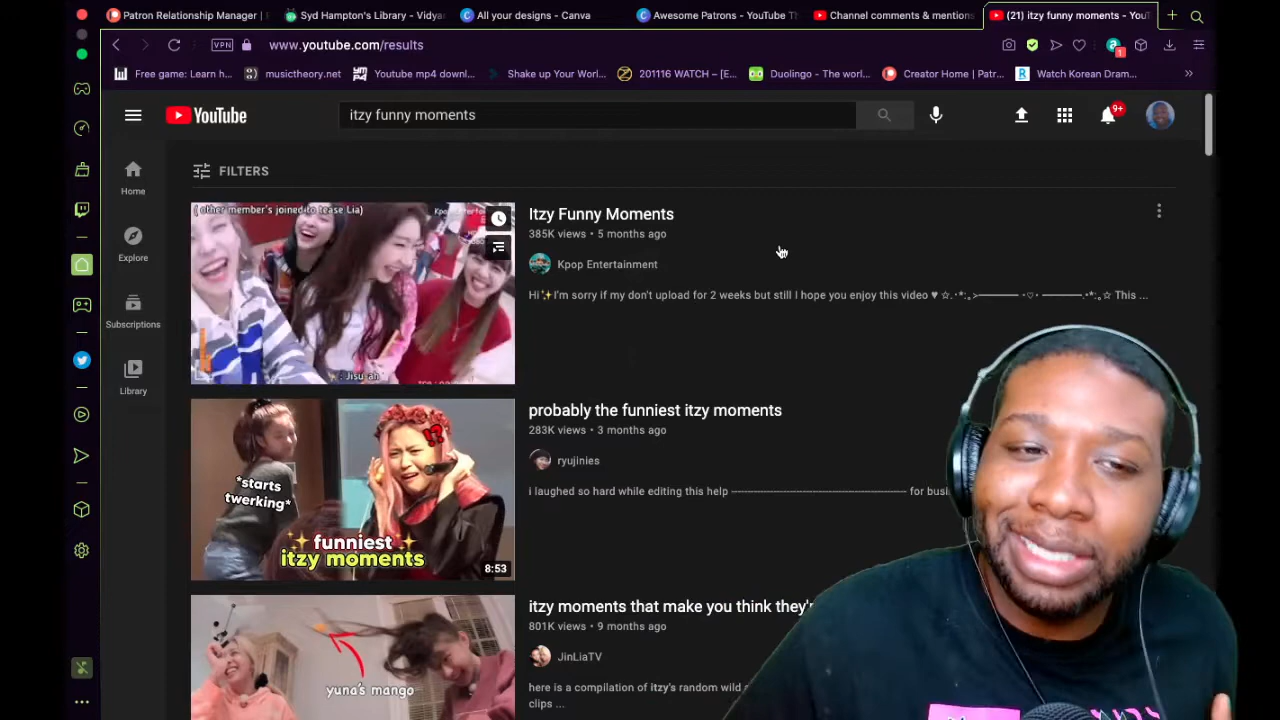 Patron Relationship Manager |
Syd Hampton's Library - Vidya
All your designs - Canva
Awesome Patrons - YouTube Th
Channel comments & mentions
(21) itzy funny moments - YouT
VPN
www.youtube.com/results
1
Free game: Learn h...
musictheory.net
Youtube mp4 downl...
Shake up Your Worl...
201116 WATCH – [E...
Duolingo - The worl...
Creator Home | Patr...
Watch Korean Dram...
YouTube
itzy funny moments
9+
Home
Explore
Subscriptions
Library
FILTERS
( other member's joined to tease Lia)
: Jisu-ah
Itzy Funny Moments
385K views • 5 months ago
Kpop Entertainment
Hi✨I'm sorry if my don't upload for 2 weeks but still I hope you enjoy this video ♥ ☆.·*:｡>──── ·♡· ────.·*:｡☆ This ...
*starts
twerking*
!?
✨ funniest ✨
itzy moments
8:53
probably the funniest itzy moments
283K views • 3 months ago
ryujinies
i laughed so hard while editing this help ------------------------------------------------ for busi
yuna's mango
itzy moments that make you think they'r
801K views • 9 months ago
JinLiaTV
here is a compilation of itzy's random wild
clips ...